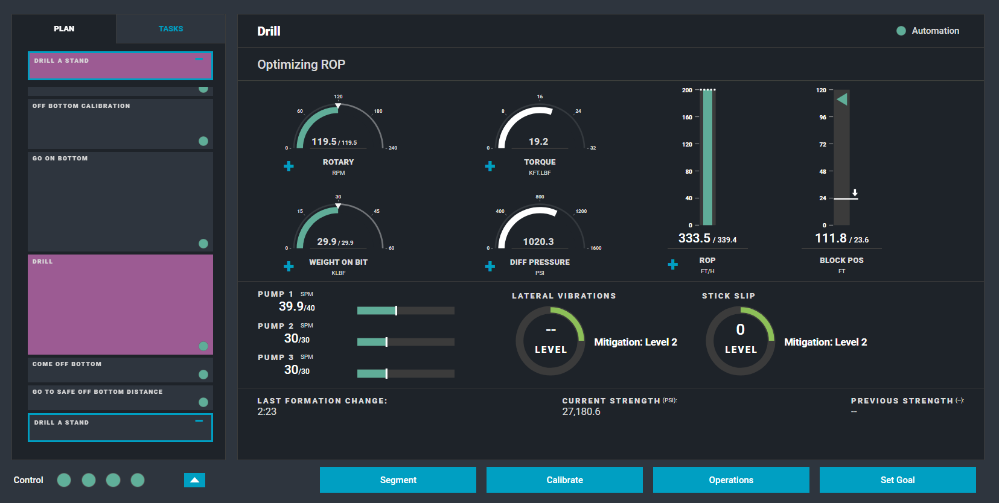 PLAN
TASKS
DRILL A STAND
OFF BOTTOM CALIBRATION
GO ON BOTTOM
DRILL
COME OFF BOTTOM
GO TO SAFE OFF BOTTOM DISTANCE
DRILL A STAND
Drill
Automation
Optimizing ROP
0 60 120 180 240
119.5 / 119.5
ROTARY
RPM
0 8 16 24 32
19.2
TORQUE
KFT.LBF
0 15 30 45 60
29.9 / 29.9
WEIGHT ON BIT
KLBF
0 400 800 1200 1600
1020.3
DIFF PRESSURE
PSI
200
160
120
80
40
0
333.5 / 339.4
ROP
FT/H
120
96
72
48
24
0
111.8 / 23.6
BLOCK POS
FT
PUMP 1 SPM
39.9/40
PUMP 2 SPM
30/30
PUMP 3 SPM
30/30
LATERAL VIBRATIONS
--
LEVEL
Mitigation: Level 2
STICK SLIP
0
LEVEL
Mitigation: Level 2
LAST FORMATION CHANGE:
2:23
CURRENT STRENGTH (PSI):
27,180.6
PREVIOUS STRENGTH (--):
--
Control
Segment
Calibrate
Operations
Set Goal